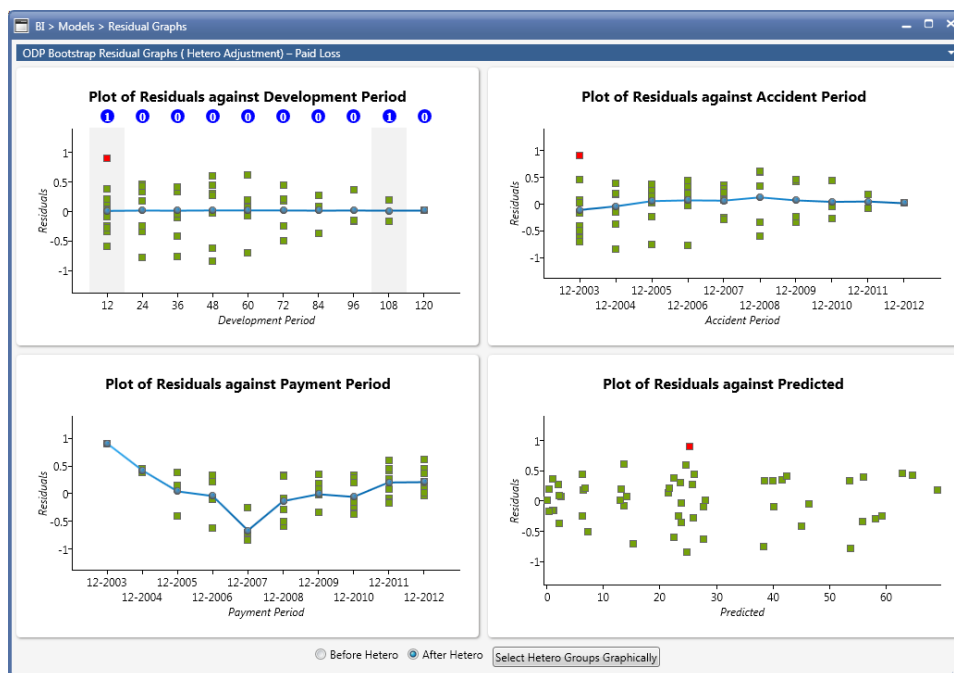 BI > Models > Residual Graphs
ODP Bootstrap Residual Graphs ( Hetero Adjustment) – Paid Loss
Plot of Residuals against Development Period
1 0 0 0 0 0 0 0 1 0
1
0.5
0
-0.5
-1
Residuals
12 24 36 48 60 72 84 96 108 120
Development Period
Plot of Residuals against Accident Period
1
0.5
0
-0.5
-1
Residuals
12-2003 12-2005 12-2007 12-2009 12-2011
12-2004 12-2006 12-2008 12-2010 12-2012
Accident Period
Plot of Residuals against Payment Period
1
0.5
0
-0.5
-1
Residuals
12-2003 12-2005 12-2007 12-2009 12-2011
12-2004 12-2006 12-2008 12-2010 12-2012
Payment Period
Plot of Residuals against Predicted
1
0.5
0
-0.5
-1
Residuals
0 10 20 30 40 50 60
Predicted
Before Hetero After Hetero Select Hetero Groups Graphically